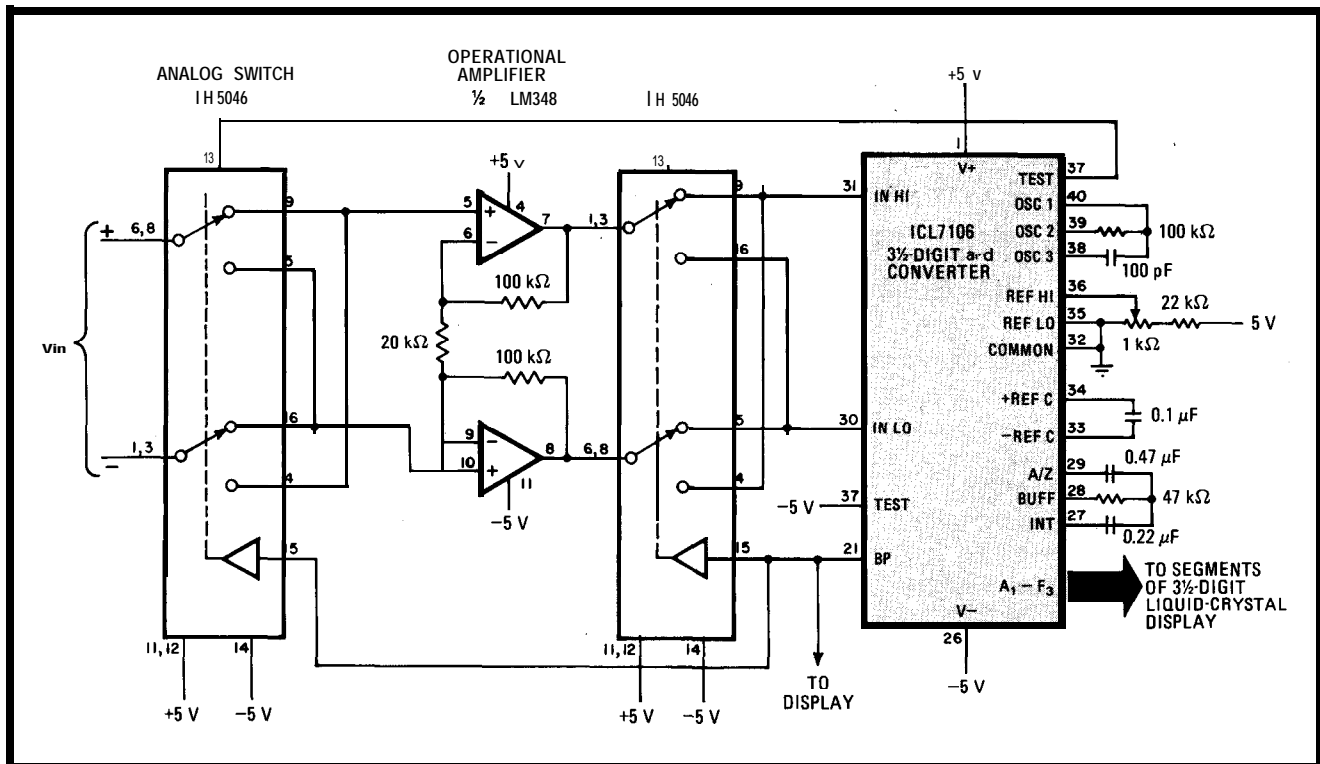 ANALOG SWITCH
IH 5046
OPERATIONAL
AMPLIFIER
½ LM348
IH 5046
+5 v
13
+5 v
13
1
V+
TEST
37
9
5
4
7
1,3
9
31
IN HI
OSC 1
40
+
6,8
6
ICL7106
OSC 2
39
100 kΩ
5
16
3½-DIGIT a-d
CONVERTER
OSC 3
38
100 pF
100 kΩ
REF HI
36
22 kΩ
REF LO
35
5 V
Vin
20 kΩ
100 kΩ
1 kΩ
COMMON
32
+REF C
34
0.1 µF
16
5
30
IN LO
−REF C
33
1,3
−
9
8
6,8
10
A/Z
29
0.47 µF
4
11
4
BUFF
28
47 kΩ
−5 V
−5 V
37
TEST
INT
27
0.22 µF
5
15
21
BP
A₁ − F₃
TO SEGMENTS
OF 3½-DIGIT
LIQUID-CRYSTAL
DISPLAY
V−
11,12
14
11,12
14
26
TO
DISPLAY
−5 V
+5 V
−5 V
+5 V
−5 V